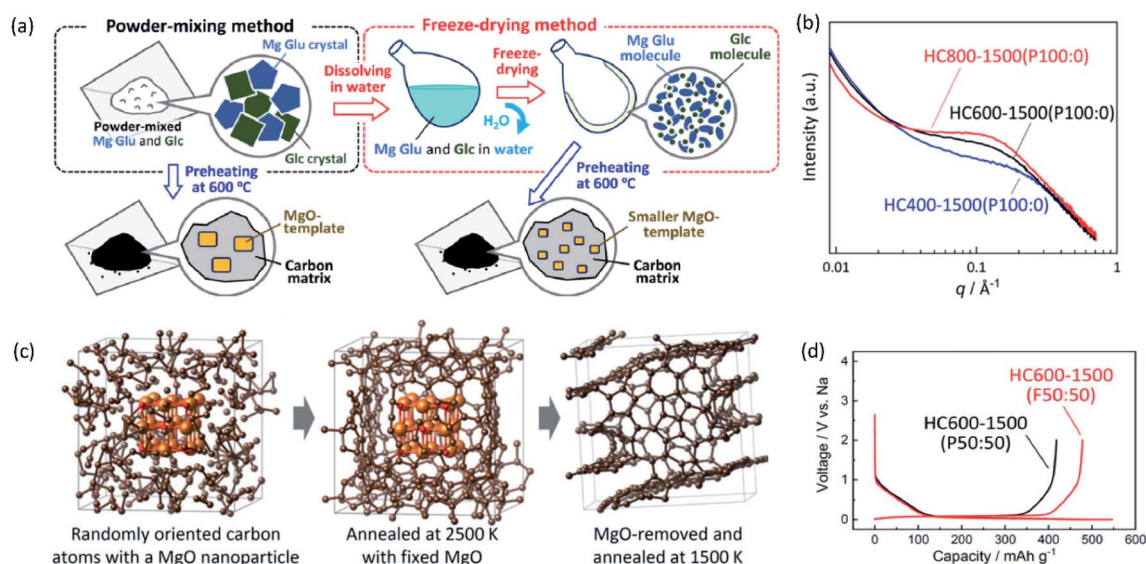 (a)
Powder-mixing method
Mg Glu crystal
Powder-mixed
Mg Glu and Glc
Glc crystal
Dissolving
in water
Freeze-drying method
Freeze-
drying
H₂O
Mg Glu and Glc in water
Mg Glu
molecule
Glc
molecule
Preheating
at 600 °C
MgO-
template
Carbon
matrix
Preheating
at 600 °C
Smaller MgO-
template
Carbon
matrix
(b)
Intensity (a.u.)
HC800-1500(P100:0)
HC600-1500(P100:0)
HC400-1500(P100:0)
0.01
0.1
1
q / Å⁻¹
(c)
Randomly oriented carbon
atoms with a MgO nanoparticle
Annealed at 2500 K
with fixed MgO
MgO-removed and
annealed at 1500 K
(d)
Voltage / V vs. Na
4
3
2
1
0
HC600-1500
(F50:50)
HC600-1500
(P50:50)
0 100 200 300 400 500 600
Capacity / mAh g⁻¹